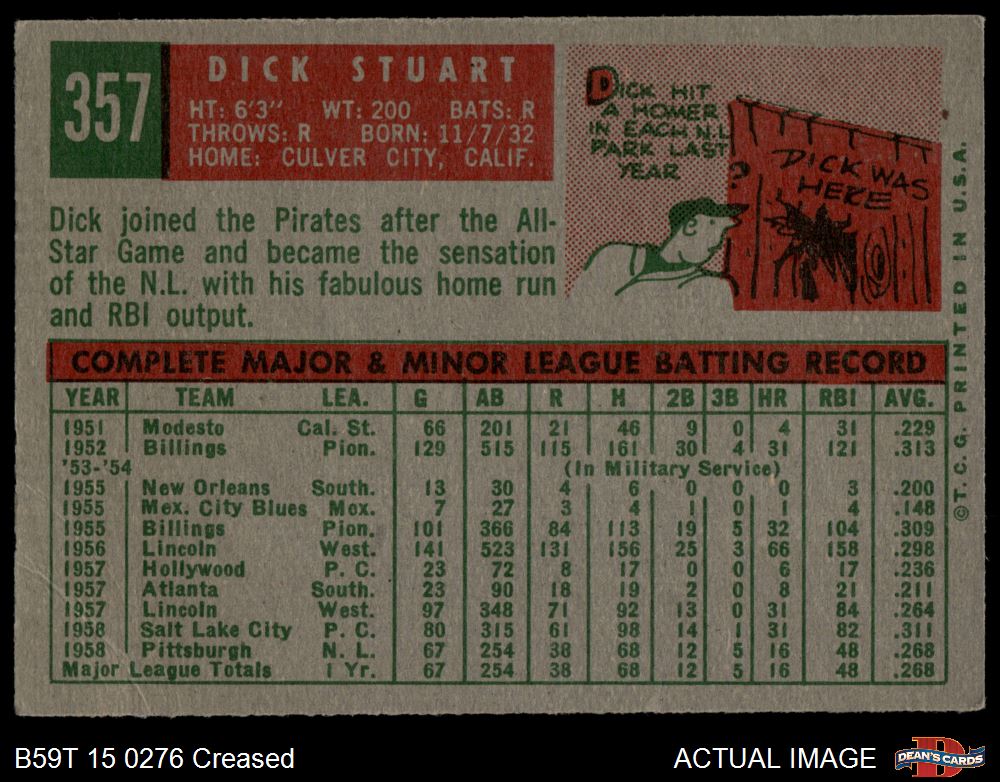 357
DICK STUART
HT: 6'3" WT: 200 BATS: R
THROWS: R BORN: 11/7/32
HOME: CULVER CITY, CALIF.
DICK HIT
A HOMER
IN EACH N.L.
PARK LAST
YEAR
?
DICK WAS
HERE
Dick joined the Pirates after the All-
Star Game and became the sensation
of the N.L. with his fabulous home run
and RBI output.
COMPLETE MAJOR & MINOR LEAGUE BATTING RECORD
YEAR TEAM LEA. G AB R H 2B 3B HR RBI AVG.
1951 Modesto Cal. St. 66 201 21 46 9 0 4 31 .229
1952 Billings Pion. 129 515 115 161 30 4 31 121 .313
'53-'54 (In Military Service)
1955 New Orleans South. 13 30 4 6 0 0 0 3 .200
1955 Mex. City Blues Mex. 7 27 3 4 1 0 1 4 .148
1955 Billings Pion. 101 366 84 113 19 5 32 104 .309
1956 Lincoln West. 141 523 131 156 25 3 66 158 .298
1957 Hollywood P. C. 23 72 8 17 0 0 6 17 .236
1957 Atlanta South. 23 90 18 19 2 0 8 21 .211
1957 Lincoln West. 97 348 71 92 13 0 31 84 .264
1958 Salt Lake City P. C. 80 315 61 98 14 1 31 82 .311
1958 Pittsburgh N. L. 67 254 38 68 12 5 16 48 .268
Major League Totals 1 Yr. 67 254 38 68 12 5 16 48 .268
©T.C.G. PRINTED IN U.S.A.
B59T 15 0276 Creased
ACTUAL IMAGE
D
DEAN'S CARDS